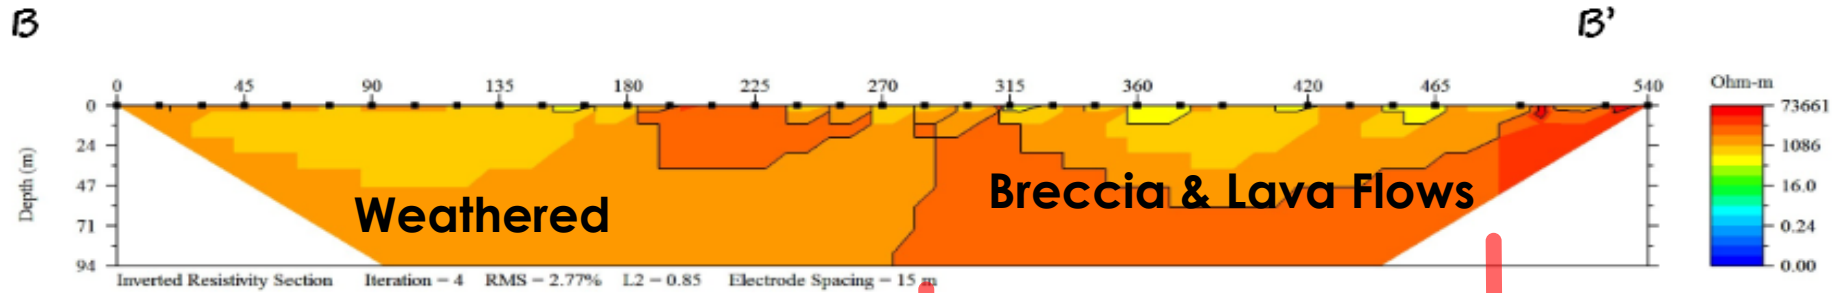 B B'
0 45 90 135 180 225 270 315 360 420 465 540
Ohm-m
0
24
47
71
94
Depth (m)
73661
1086
16.0
0.24
0.00
Weathered
Breccia & Lava Flows
Inverted Resistivity Section Iteration = 4 RMS = 2.77% L2 = 0.85 Electrode Spacing = 15 m